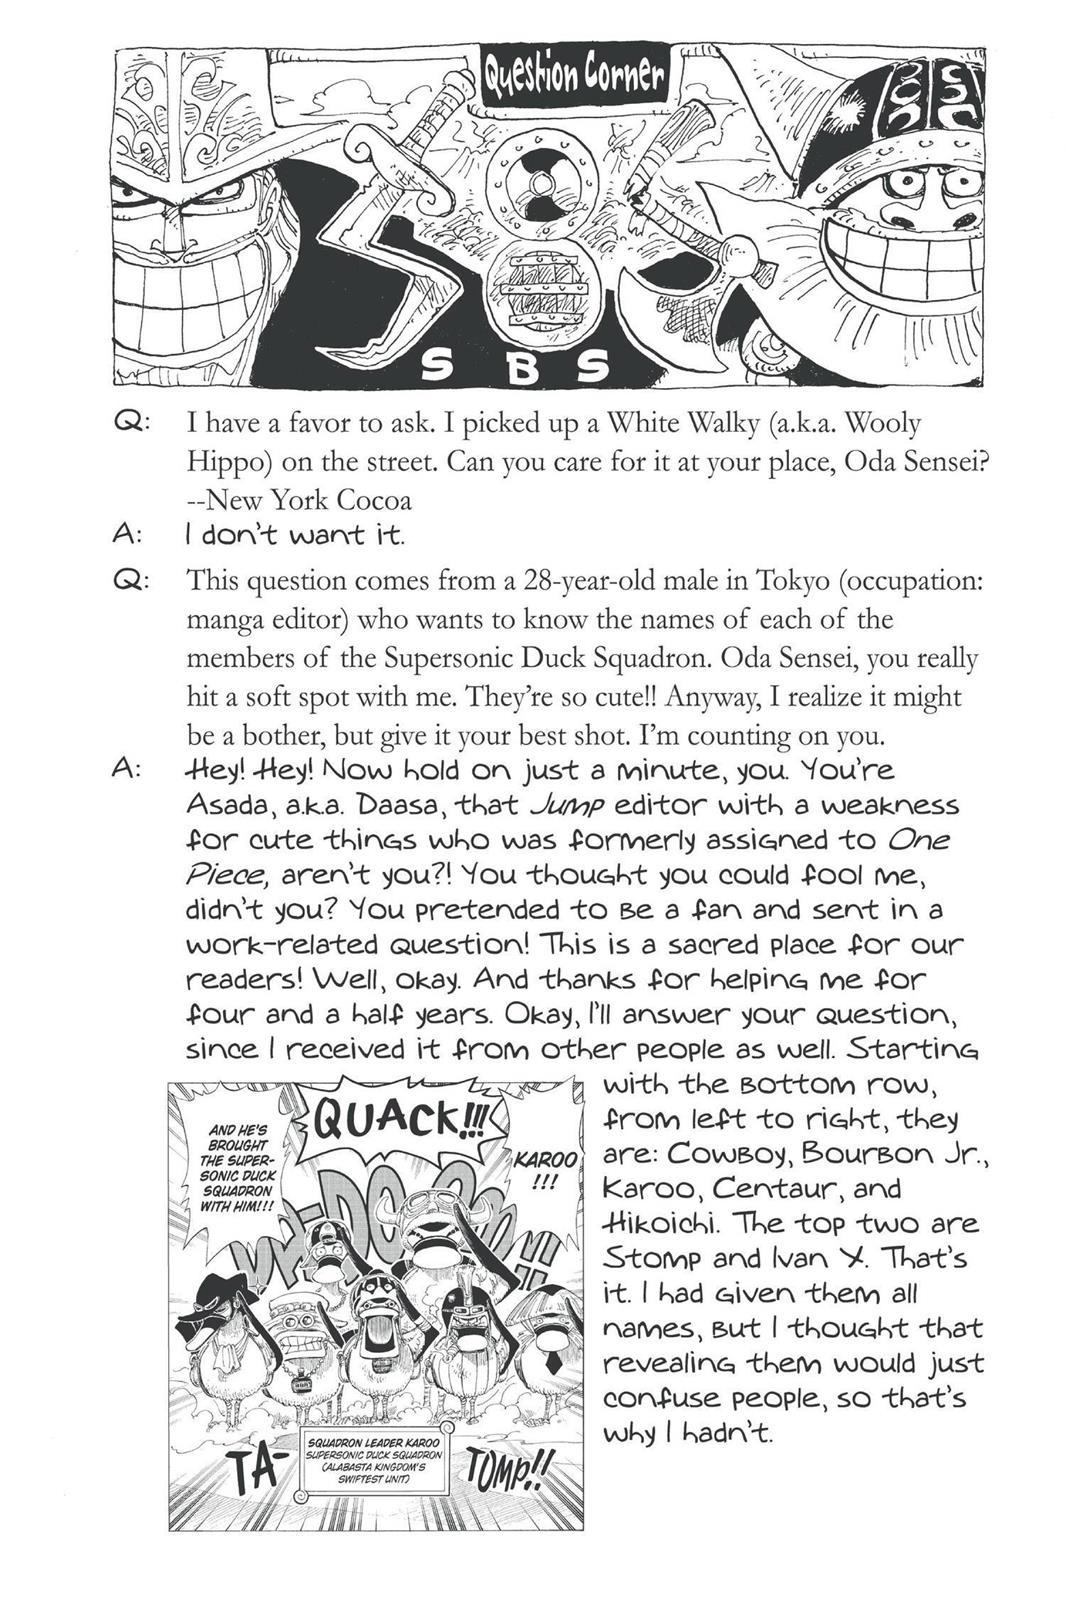 Question Corner
S B S
Q: I have a favor to ask. I picked up a White Walky (a.k.a. Wooly
Hippo) on the street. Can you care for it at your place, Oda Sensei?
--New York Cocoa
A: I don't want it.
Q: This question comes from a 28-year-old male in Tokyo (occupation:
manga editor) who wants to know the names of each of the
members of the Supersonic Duck Squadron. Oda Sensei, you really
hit a soft spot with me. They're so cute!! Anyway, I realize it might
be a bother, but give it your best shot. I'm counting on you.
A: Hey! Hey! Now hold on just a minute, you. You're
Asada, a.k.a. Daasa, that Jump editor with a weakness
for cute things who was formerly assigned to One
Piece, aren't you?! You thought you could fool me,
didn't you? You pretended to be a fan and sent in a
work-related question! This is a sacred place for our
readers! Well, okay. And thanks for helping me for
four and a half years. Okay, I'll answer your question,
since I received it from other people as well. Starting
with the bottom row,
from left to right, they
are: Cowboy, Bourbon Jr.,
Karoo, Centaur, and
Hikoichi. The top two are
Stomp and Ivan X. That's
it. I had given them all
names, but I thought that
revealing them would just
confuse people, so that's
why I hadn't.
AND HE'S
BROUGHT
THE SUPER-
SONIC DUCK
SQUADRON
WITH HIM!!!
QUACK!!!
KAROO
!!!
TA-
SQUADRON LEADER KAROO
SUPERSONIC DUCK SQUADRON
(ALABASTA KINGDOM'S
SWIFTEST UNIT)
TOMP!!